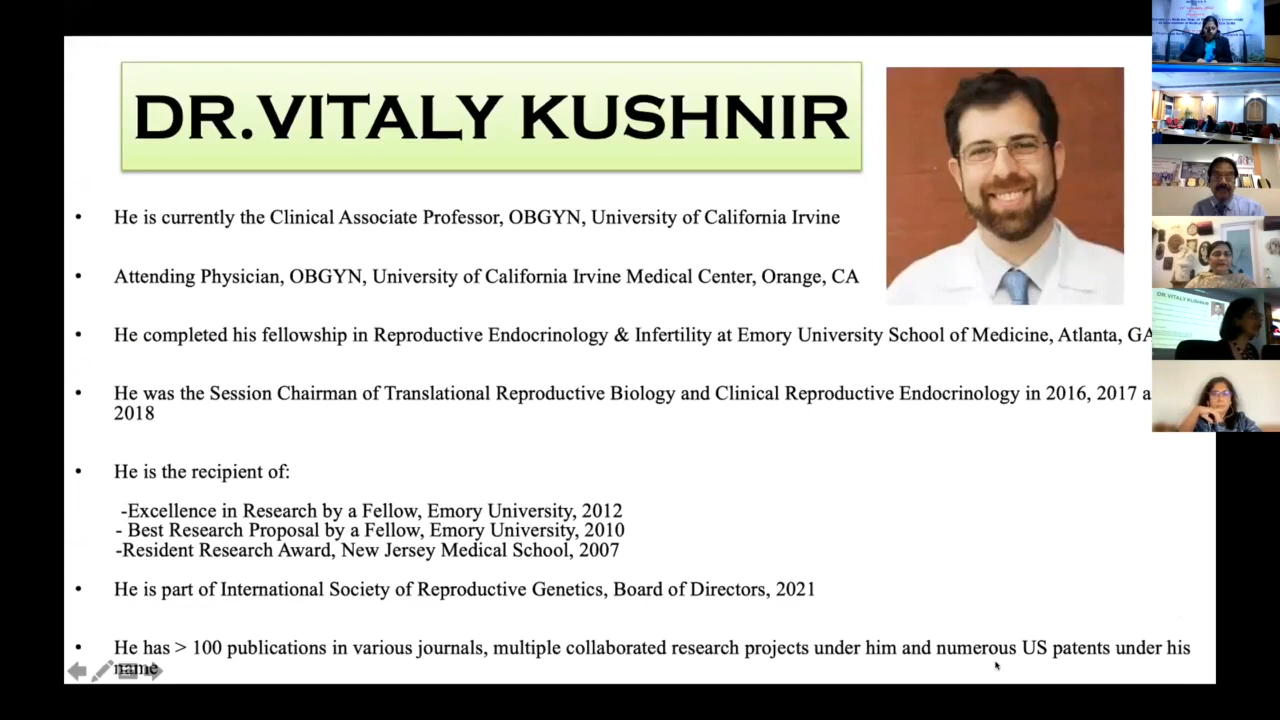 DR.VITALY KUSHNIR
• He is currently the Clinical Associate Professor, OBGYN, University of California Irvine
• Attending Physician, OBGYN, University of California Irvine Medical Center, Orange, CA
• He completed his fellowship in Reproductive Endocrinology & Infertility at Emory University School of Medicine, Atlanta, GA
• He was the Session Chairman of Translational Reproductive Biology and Clinical Reproductive Endocrinology in 2016, 2017
2018
• He is the recipient of:
-Excellence in Research by a Fellow, Emory University, 2012
- Best Research Proposal by a Fellow, Emory University, 2010
-Resident Research Award, New Jersey Medical School, 2007
• He is part of International Society of Reproductive Genetics, Board of Directors, 2021
• He has > 100 publications in various journals, multiple collaborated research projects under him and numerous US patents under his
name
DR.VITALY KUSHNIR